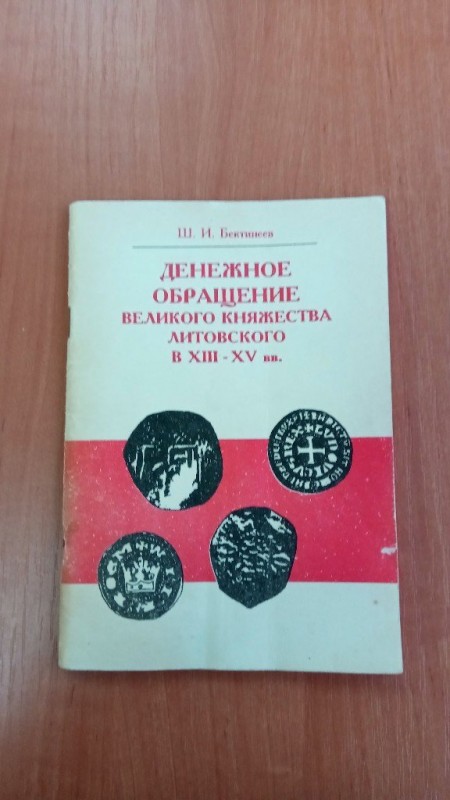 Ш. И. Бектинеев
ДЕНЕЖНОЕ
ОБРАЩЕНИЕ
ВЕЛИКОГО КНЯЖЕСТВА
ЛИТОВСКОГО
В XIII - XV вв.